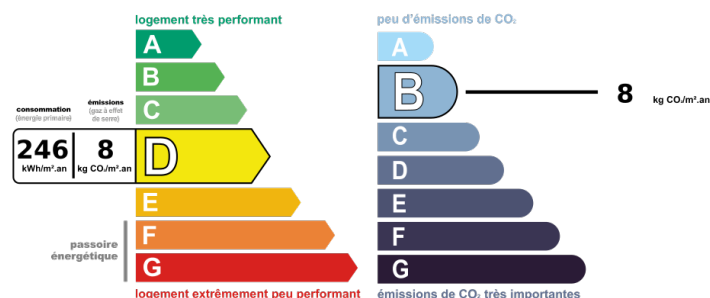 logement très performant
A
B
C
consommation
(énergie primaire)
émissions
(gaz à effet
de serre)
246
kWh/m².an
8
kg CO₂/m².an
D
E
F
G
passoire
énergétique
logement extrêmement peu performant
peu d'émissions de CO₂
A
B
8 kg CO₂/m².an
C
D
E
F
G
émissions de CO₂ très importantes